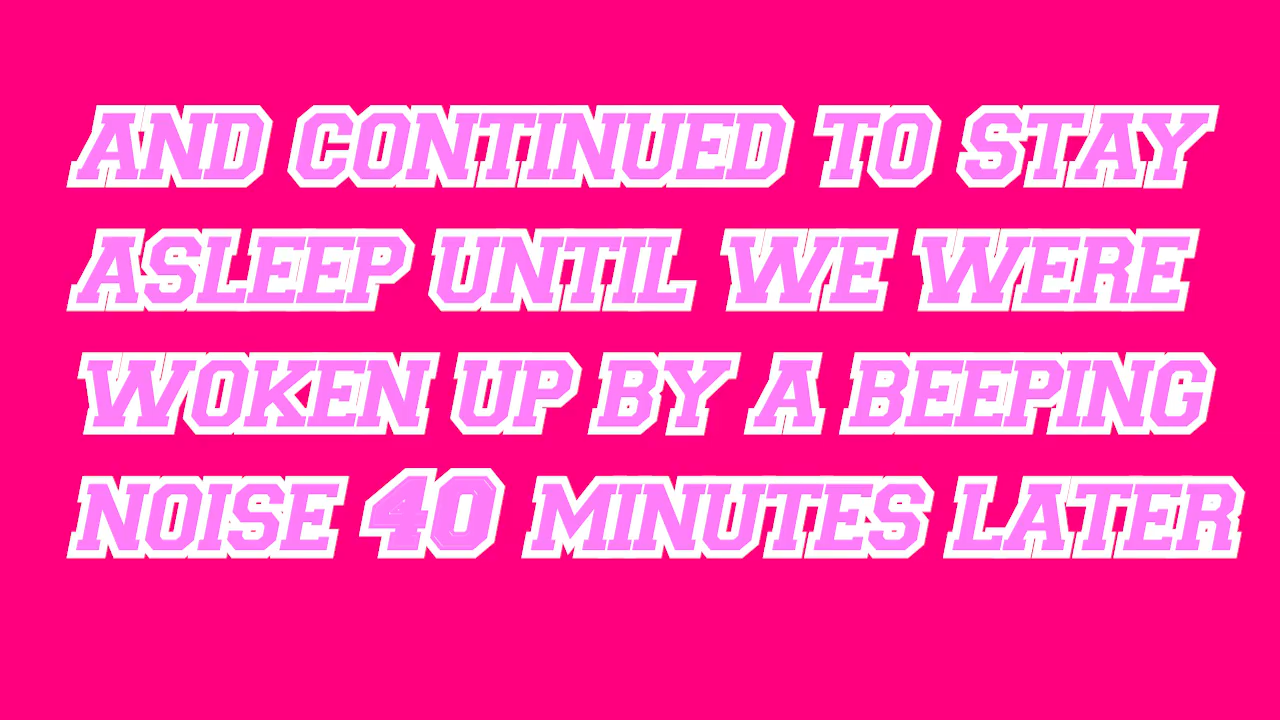 AND CONTINUED TO STAY
ASLEEP UNTIL WE WERE
WOKEN UP BY A BEEPING
NOISE 40 MINUTES LATER